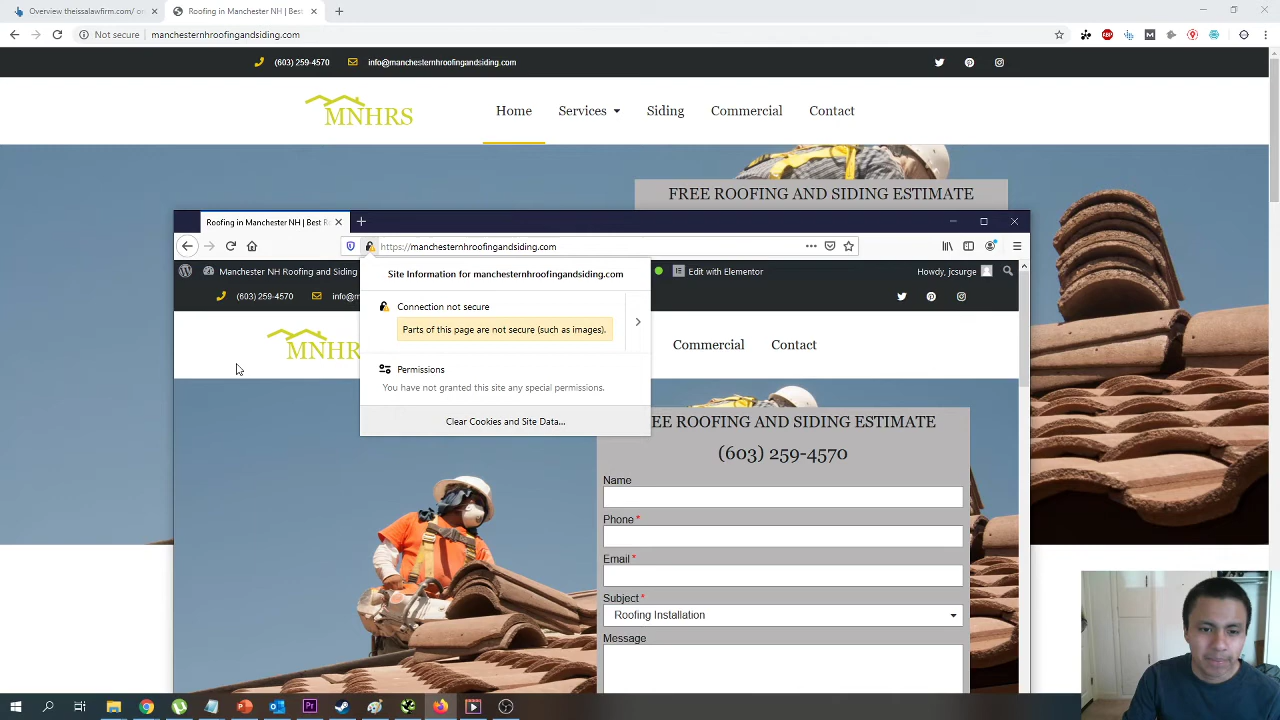 Overview theissalawfirm.com/ on
Roofing in Manchester NH | Best
Not secure
manchesternhroofingandsiding.com
(603) 259-4570
info@manchesternhroofingandsiding.com
MNHRS
Home
Services
Siding
Commercial
Contact
FREE ROOFING AND SIDING ESTIMATE
Roofing in Manchester NH | Best R
https://manchesternhroofingandsiding.com
Site Information for manchesternhroofingandsiding.com
Connection not secure
Parts of this page are not secure (such as images).
Permissions
You have not granted this site any special permissions.
Clear Cookies and Site Data...
Manchester NH Roofing and Siding
Edit with Elementor
Howdy, jcsurge
(603) 259-4570
info@m
MNHR
Commercial
Contact
EE ROOFING AND SIDING ESTIMATE
(603) 259-4570
Name
Phone *
Email *
Subject *
Roofing Installation
Message